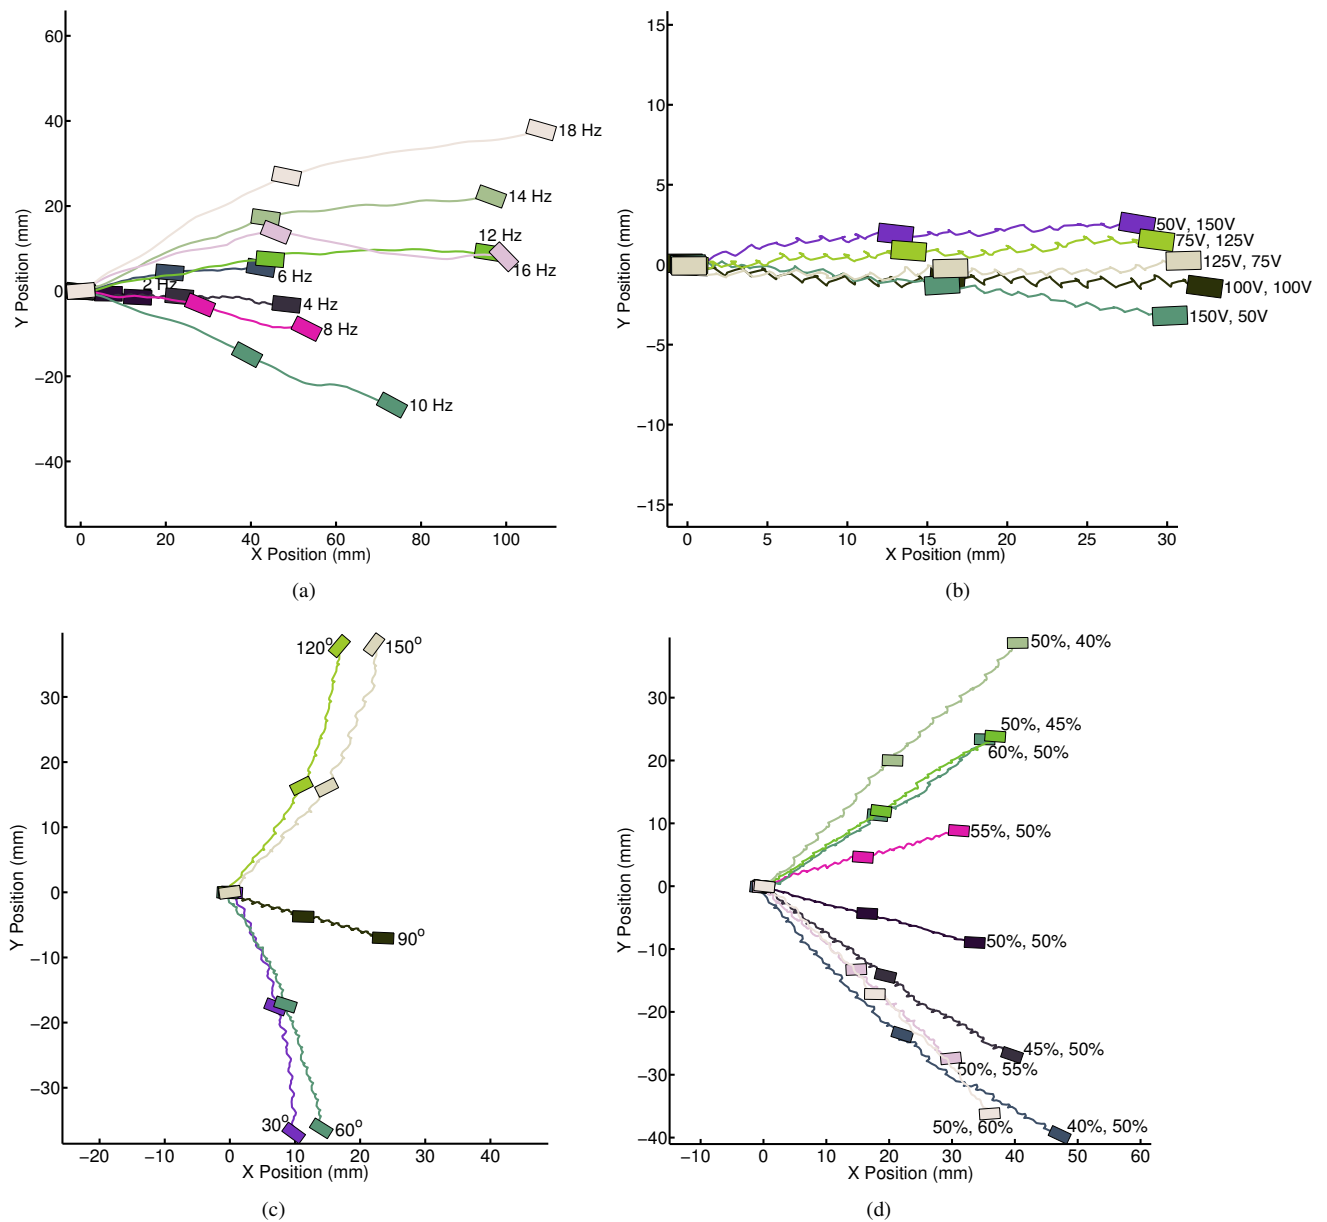 60
40
20
0
−20
−40
Y Position (mm)
18 Hz
14 Hz
12 Hz
16 Hz
6 Hz
2 Hz
4 Hz
8 Hz
10 Hz
0
20
40
60
80
100
X Position (mm)
(a)
15
10
5
0
−5
−10
−15
Y Position (mm)
50V, 150V
75V, 125V
125V, 75V
100V, 100V
150V, 50V
0
5
10
15
20
25
30
X Position (mm)
(b)
30
20
10
0
−10
−20
−30
Y Position (mm)
120°
150°
90°
30°
60°
−20
−10
0
10
20
30
40
X Position (mm)
(c)
30
20
10
0
−10
−20
−30
−40
Y Position (mm)
50%, 40%
50%, 45%
60%, 50%
55%, 50%
50%, 50%
45%, 50%
50%, 55%
50%, 60%
40%, 50%
−10
0
10
20
30
40
50
60
X Position (mm)
(d)